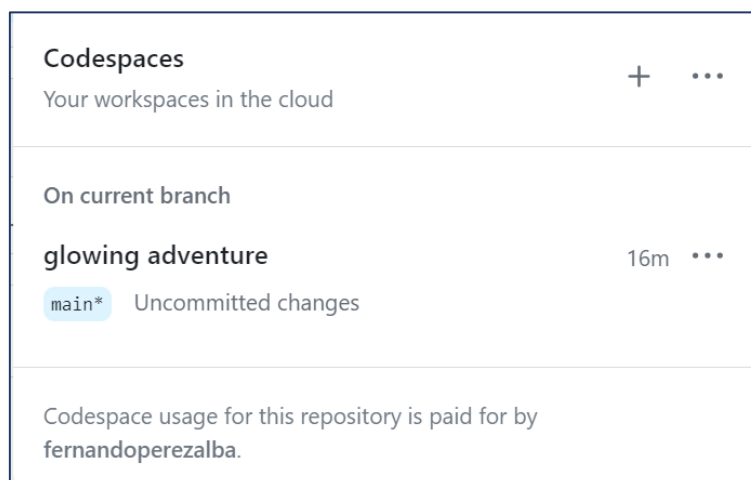 Codespaces
Your workspaces in the cloud
On current branch
glowing adventure
16m
main*
Uncommitted changes
Codespace usage for this repository is paid for by
fernandoperezalba.